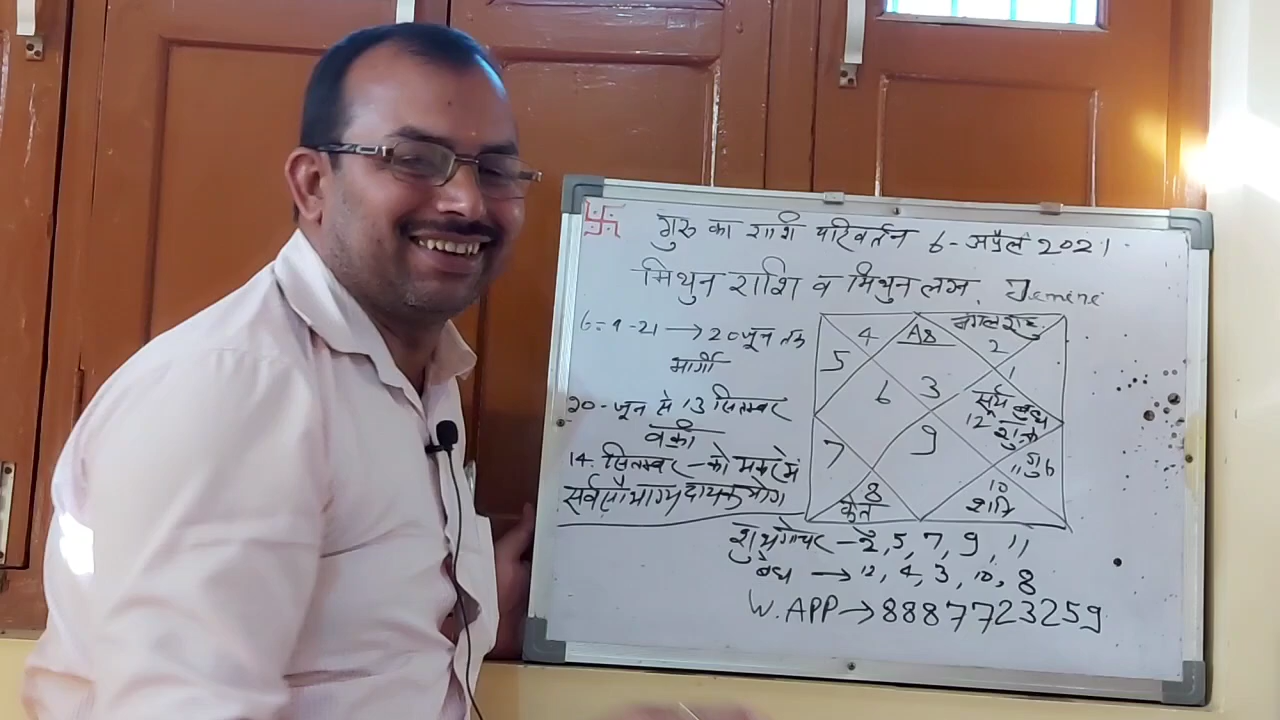 गुरु का राशि परिवर्तन 6-अप्रैल 2021.
मिथुन राशि व मिथुन लग्न, Jemene
6-4-21 → 20 जून तक
मार्गी
20-जून से 13 सितम्बर
वक्री
14. सितम्बर - को मकर में
सर्व सौभाग्य दायक योग
4
राहु
2
5
6
3
1
सूर्य बुध
12
शुक्र
7
9
11 गु6
8
केतु
10
शनि
शुभ गोचर - 2, 5, 7, 9, 11
वेध → 12, 4, 3, 10, 8
W. APP → 8887723259